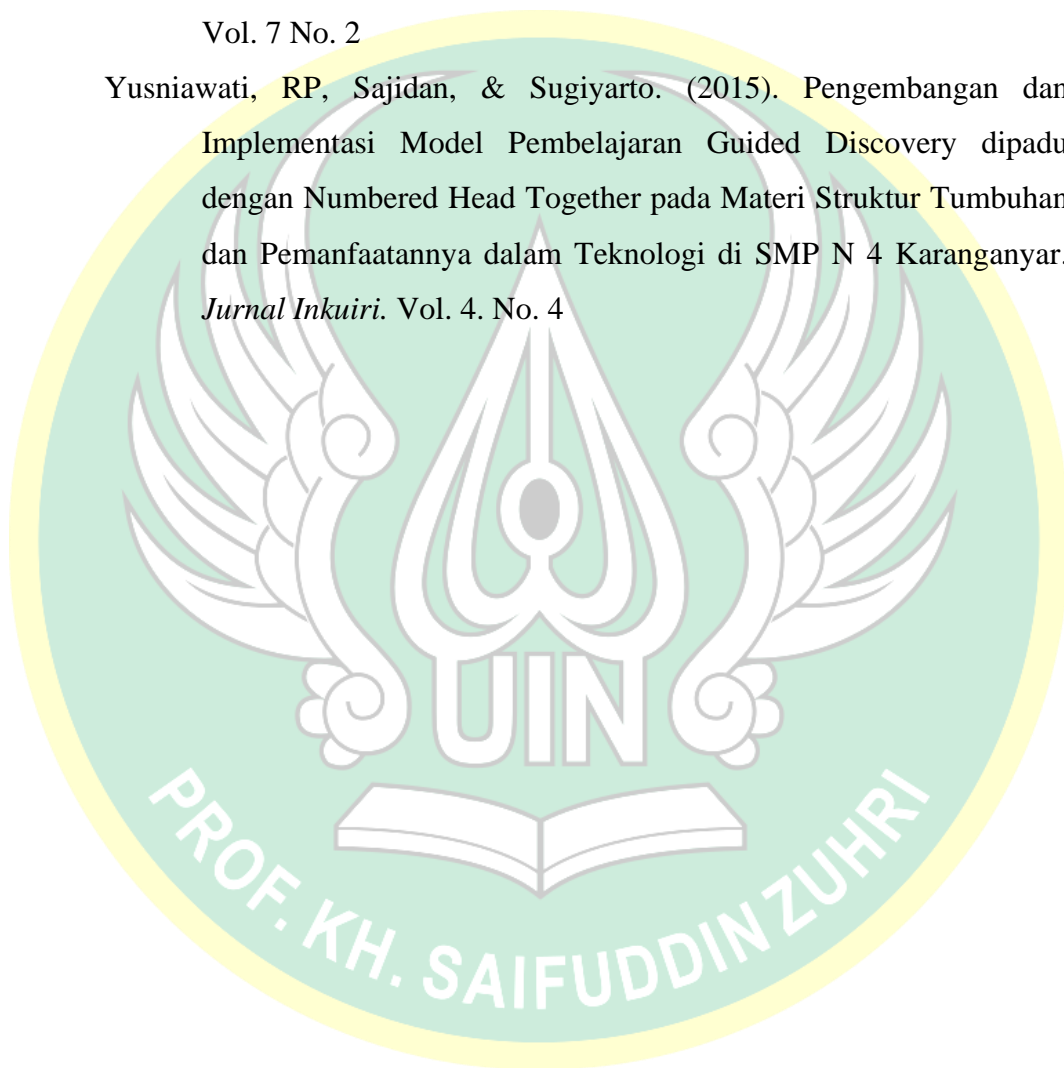 Vol. 7 No. 2
Yusniawati, RP, Sajidan, & Sugiyarto. (2015). Pengembangan dan
Implementasi Model Pembelajaran Guided Discovery dipadu
dengan Numbered Head Together pada Materi Struktur Tumbuhan
dan Pemanfaatannya dalam Teknologi di SMP N 4 Karanganyar.
Jurnal Inkuiri. Vol. 4. No. 4
UIN
PROF. KH. SAIFUDDIN ZUHRI